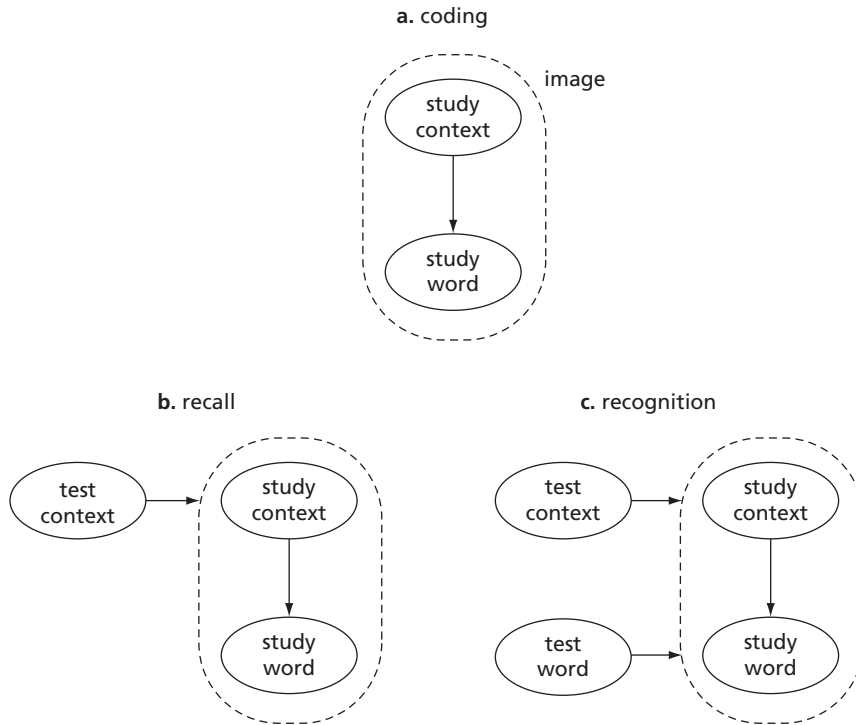 a. coding
image
study
context
study
word
b. recall
c. recognition
test
context
study
context
study
word
test
context
study
context
test
word
study
word